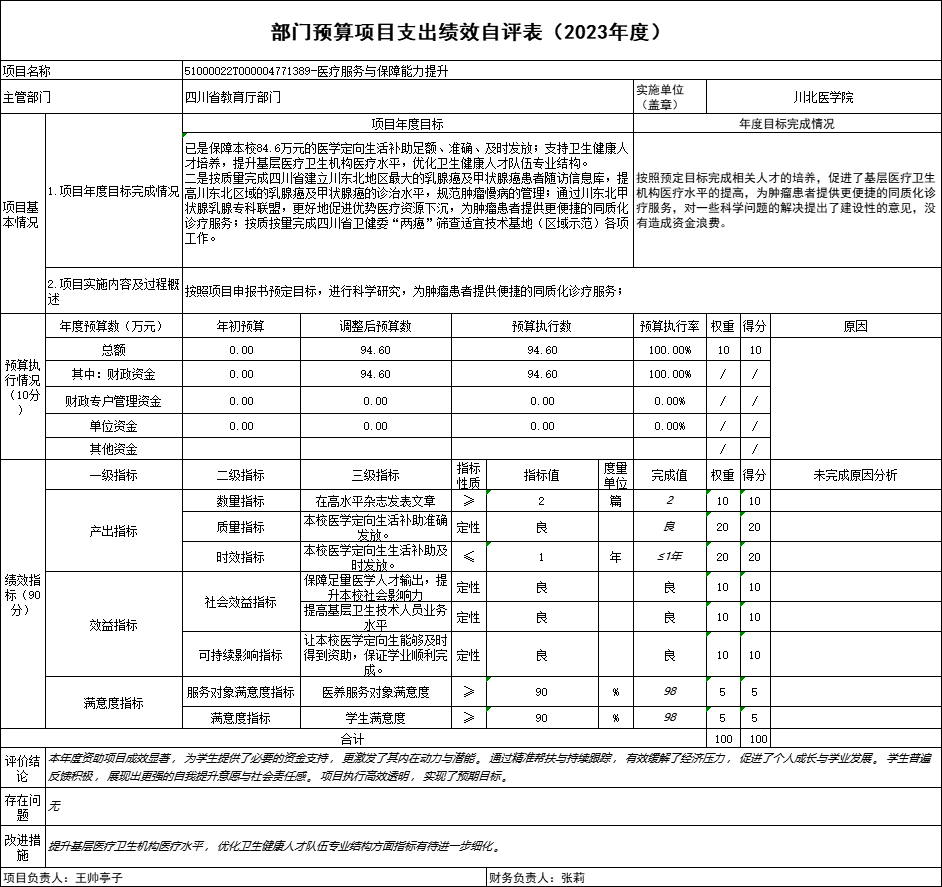 部门预算项目支出绩效自评表（2023年度）
项目名称 51000022T000004771389-医疗服务与保障能力提升
主管部门 四川省教育厅部门 实施单位（盖章） 川北医学院
项目基本情况
项目年度目标 年度目标完成情况
1.项目年度目标完成情况
已是保障本校84.6万元的医学定向生活补助足额、准确、及时发放；支持卫生健康人
才培养，提升基层医疗卫生机构医疗水平，优化卫生健康人才队伍专业结构。
二是按质量完成四川省建立川东北地区最大的乳腺癌及甲状腺癌患者随访信息库，提
高川东北区域的乳腺癌及甲状腺癌的诊治水平，规范肿瘤慢病的管理；通过川东北甲
状腺乳腺专科联盟，更好地促进优势医疗资源下沉，为肿瘤患者提供更便捷的同质化
诊疗服务；按质按量完成四川省卫健委“两癌”筛查适宜技术基地（区域示范）各项
工作。
按照预定目标完成相关人才的培养，促进了基层医疗卫生
机构医疗水平的提高，为肿瘤患者提供更便捷的同质化诊
疗服务，对一些科学问题的解决提出了建设性的意见，没
有造成资金浪费。
2.项目实施内容及过程概述 按照项目申报书预定目标，进行科学研究，为肿瘤患者提供便捷的同质化诊疗服务；
预算执行情况（10分）
年度预算数（万元） 年初预算 调整后预算数 预算执行数 预算执行率 权重 得分 原因
总额 0.00 94.60 94.60 100.00% 10 10
其中：财政资金 0.00 94.60 94.60 100.00% / /
财政专户管理资金 0.00 0.00 0.00 0.00% / /
单位资金 0.00 0.00 0.00 0.00% / /
其他资金 / /
绩效指标（90分）
一级指标 二级指标 三级指标 指标性质 指标值 度量单位 完成值 权重 得分 未完成原因分析
产出指标 数量指标 在高水平杂志发表文章 ≥ 2 篇 2 10 10
质量指标 本校医学定向生活补助准确发放。 定性 良 良 20 20
时效指标 本校医学定向生生活补助及时发放。 ≤ 1 年 ≤1年 20 20
效益指标 社会效益指标 保障足量医学人才输出，提升本校社会影响力 定性 良 良 10 10
提高基层卫生技术人员业务水平 定性 良 良 10 10
可持续影响指标 让本校医学定向生能够及时得到资助，保证学业顺利完成。 定性 良 良 10 10
满意度指标 服务对象满意度指标 医养服务对象满意度 ≥ 90 % 98 5 5
满意度指标 学生满意度 ≥ 90 % 98 5 5
合计 100 100
评价结论 本年度资助项目成效显著，为学生提供了必要的资金支持，更激发了其内在动力与潜能。通过精准帮扶与持续跟踪，有效缓解了经济压力，促进了个人成长与学业发展。学生普遍
反馈积极，展现出更强的自我提升意愿与社会责任感。项目执行高效透明，实现了预期目标。
存在问题 无
改进措施 提升基层医疗卫生机构医疗水平，优化卫生健康人才队伍专业结构方面指标有待进一步细化。
项目负责人：王帅亭子 财务负责人：张莉